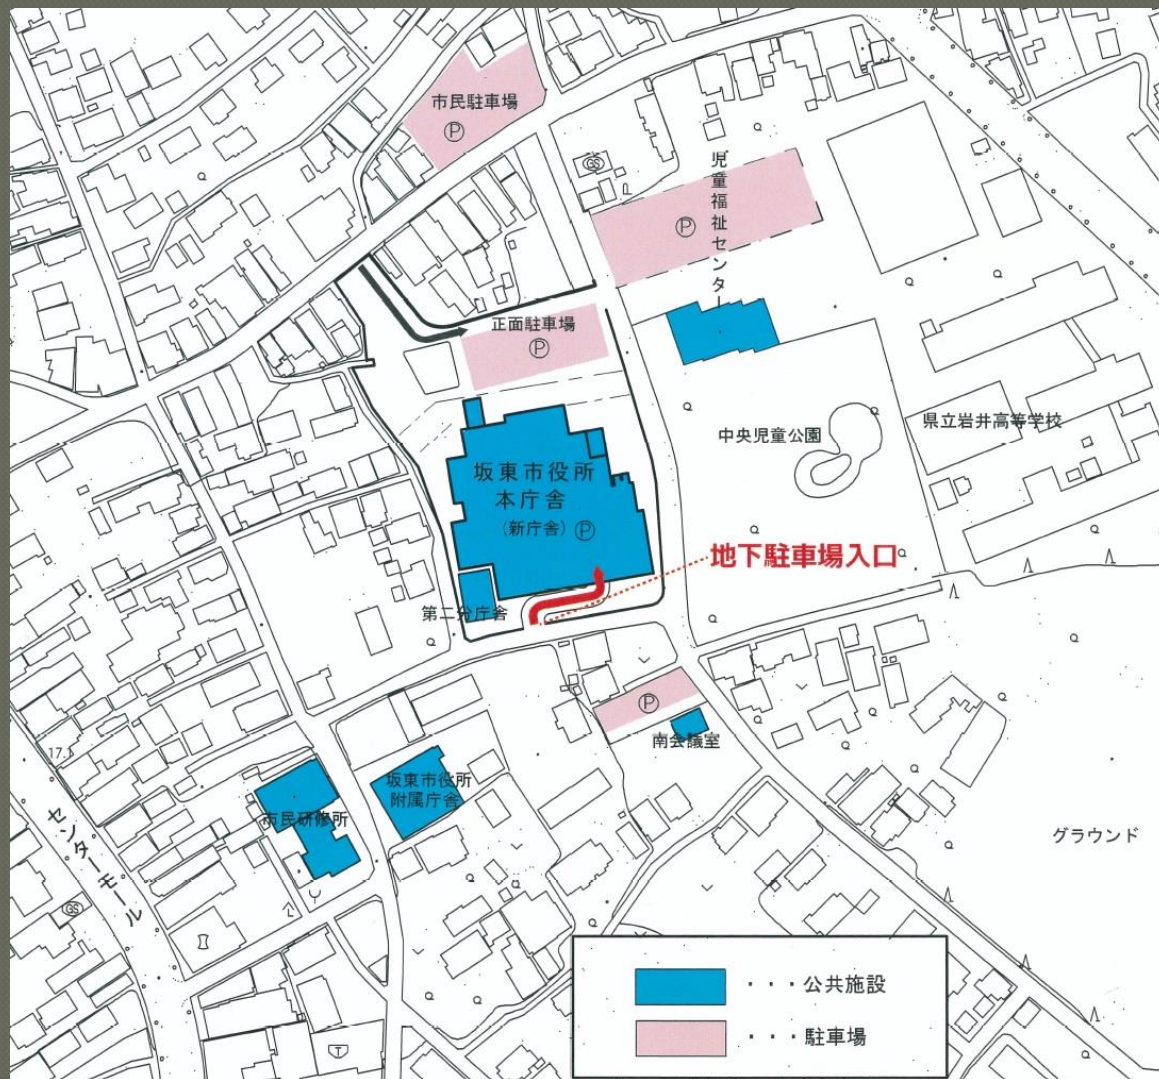 市民駐車場
Ⓟ
GS
児童福祉センター
Ⓟ
正面駐車場
Ⓟ
中央児童公園
県立岩井高等学校
坂東市役所
本庁舎
(新庁舎) Ⓟ
地下駐車場入口
第二分庁舎
Ⓟ
南会議室
17.1
坂東市役所
附属庁舎
市民研修所
センターモール
グラウンド
GS
・・・公共施設
・・・駐車場